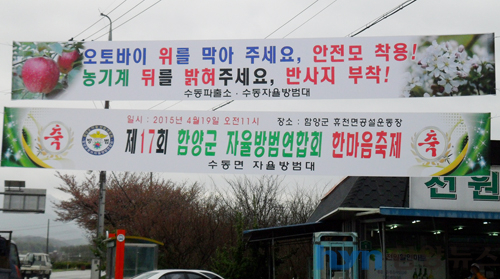 오토바이 위를 막아 주세요, 안전모 착용!
농기계 뒤를 밝혀주세요, 반사지 부착!
수동파출소 · 수동자율방범대
일시 : 2015년 4월19일 오전11시 장소 : 함양군 휴천면공설운동장
축 제17회 함양군 자율방범연합회 한마음축제 축
수동면 자율방범대
선원